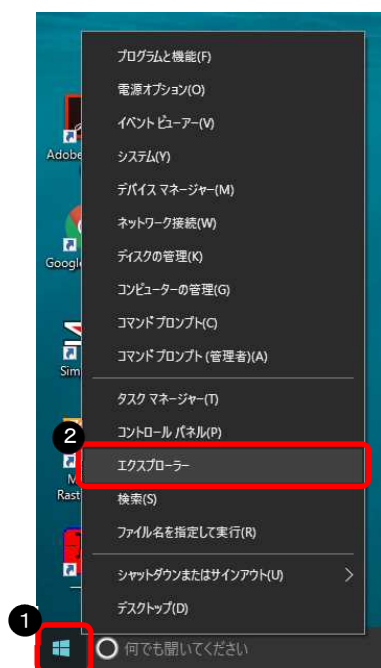 プログラムと機能(F)
電源オプション(O)
イベント ビューアー(V)
Adobe
システム(Y)
デバイス マネージャー(M)
ネットワーク接続(W)
Google
ディスクの管理(K)
コンピューターの管理(G)
コマンド プロンプト(C)
コマンド プロンプト (管理者)(A)
Sim
タスク マネージャー(T)
2
コントロール パネル(P)
エクスプローラー
M
Rast
検索(S)
ファイル名を指定して実行(R)
シャットダウンまたはサインアウト(U)
デスクトップ(D)
1
何でも聞いてください